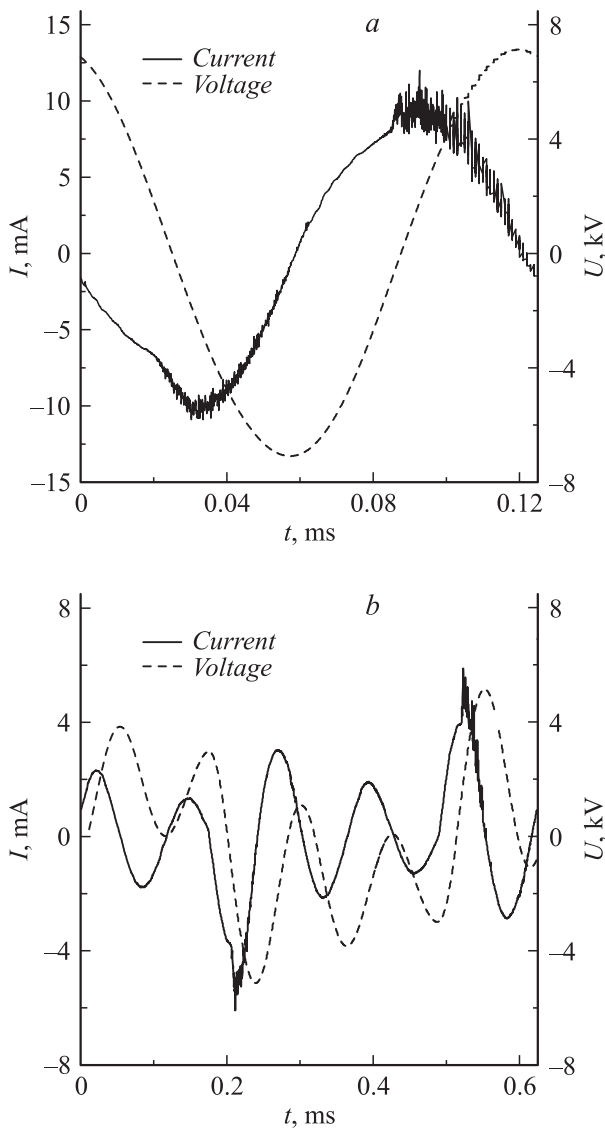 a
Current
Voltage
15
10
5
0
–5
–10
–15
I, mA
8
4
0
–4
–8
U, kV
0 0.04 0.08 0.12
t, ms
b
Current
Voltage
8
4
0
–4
–8
I, mA
8
4
0
–4
–8
U, kV
0 0.2 0.4 0.6
t, ms